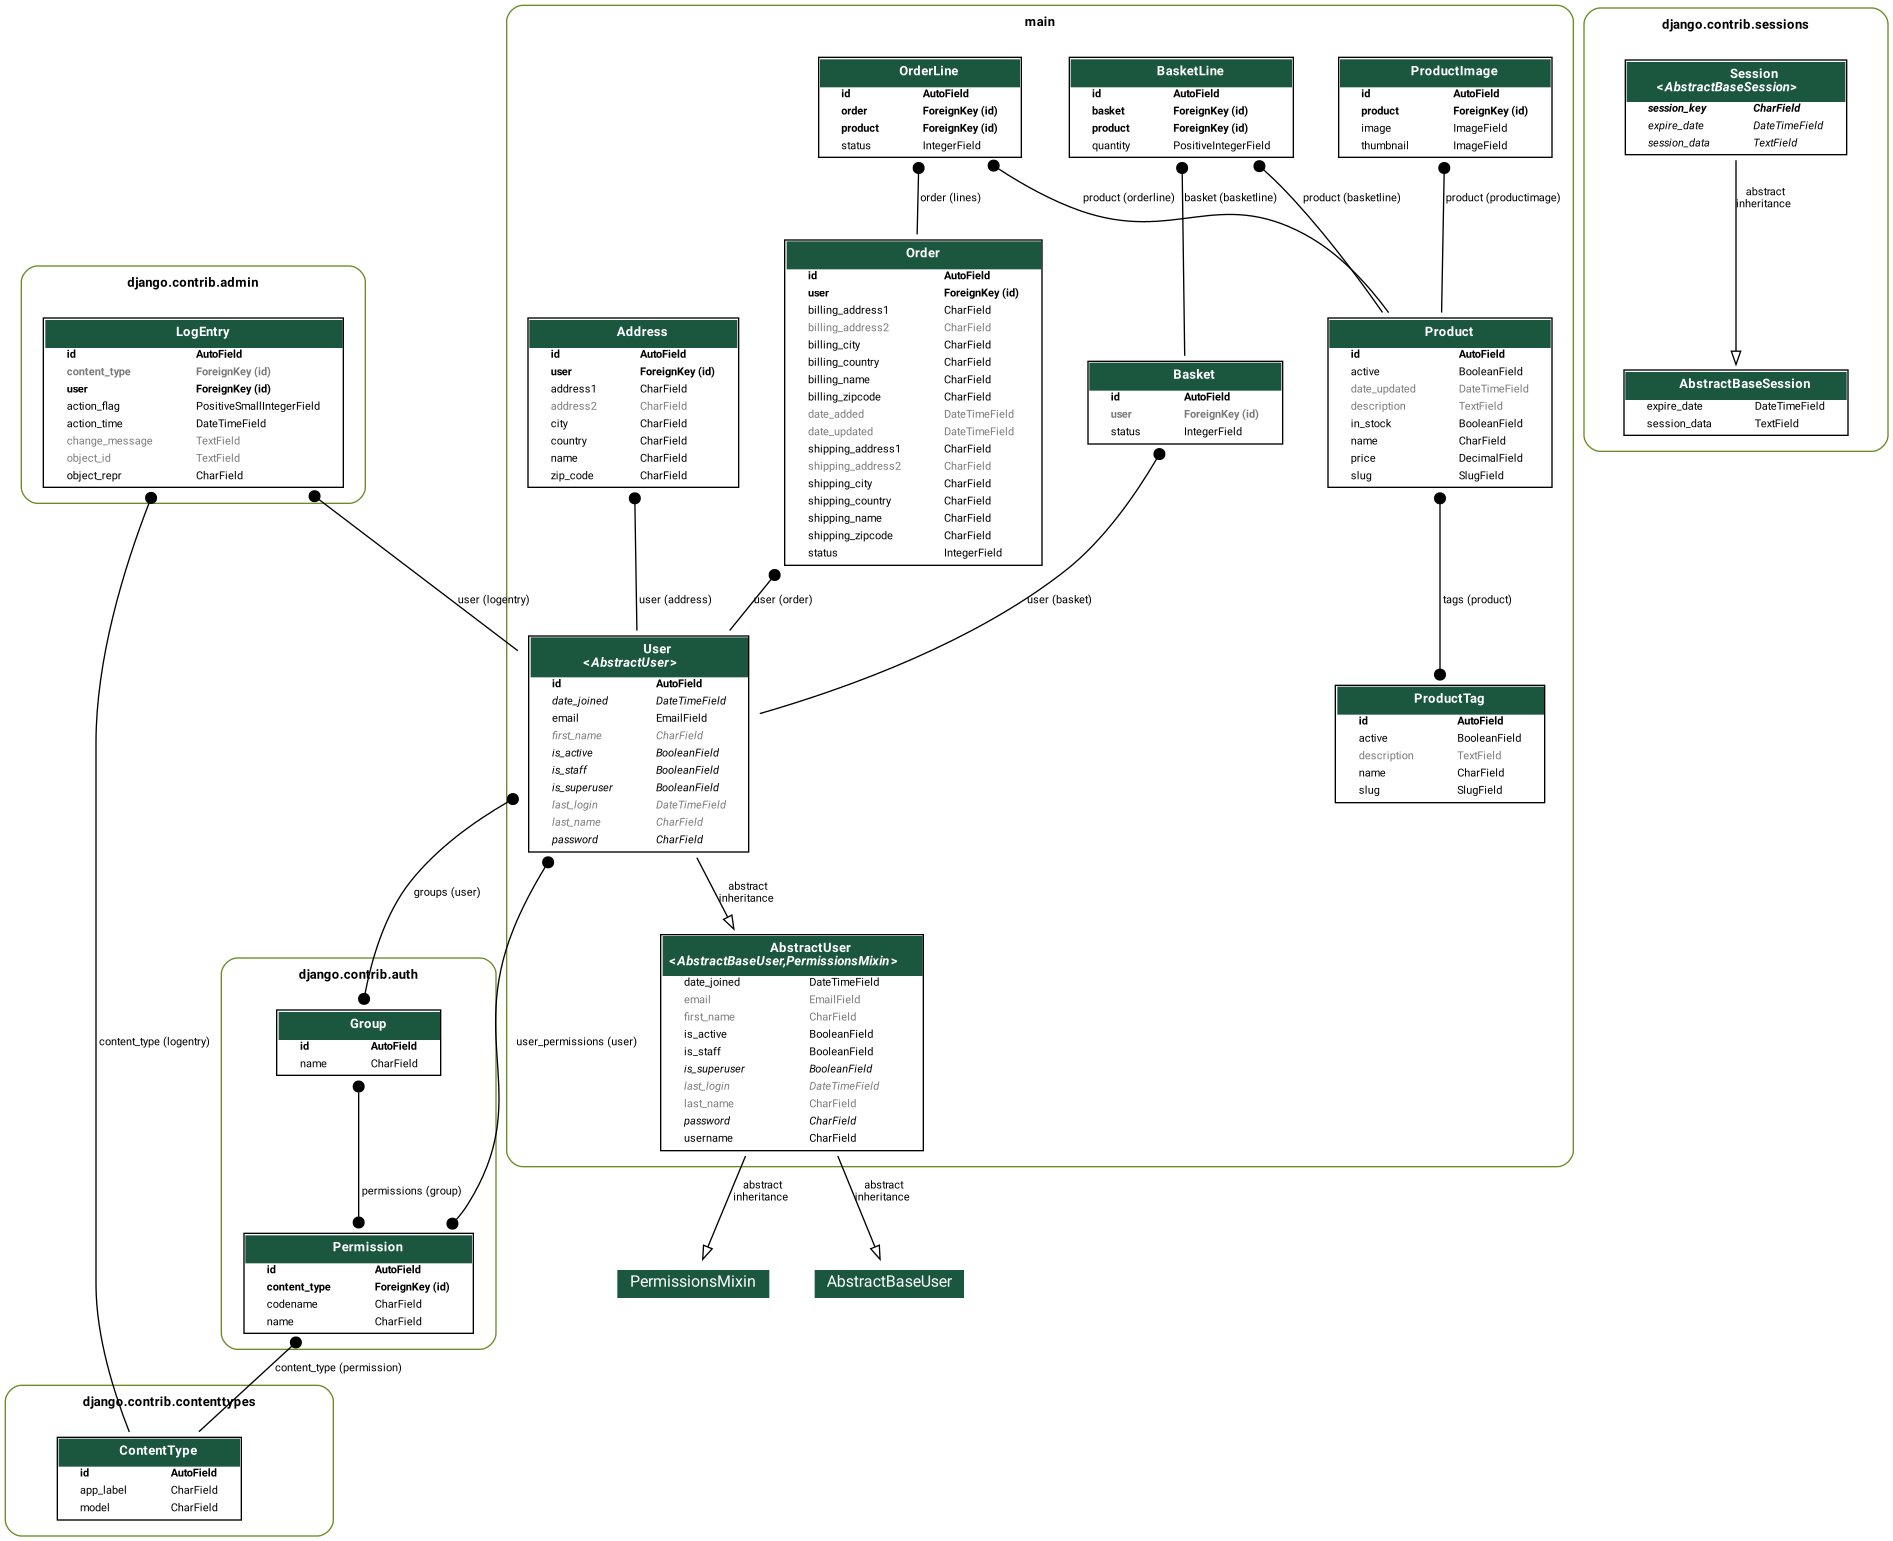 main
OrderLine
id AutoField
order ForeignKey (id)
product ForeignKey (id)
status IntegerField
BasketLine
id AutoField
basket ForeignKey (id)
product ForeignKey (id)
quantity PositiveIntegerField
ProductImage
id AutoField
product ForeignKey (id)
image ImageField
thumbnail ImageField
django.contrib.sessions
Session
<AbstractBaseSession>
session_key CharField
expire_date DateTimeField
session_data TextField
order (lines)
product (orderline)
basket (basketline)
product (basketline)
product (productimage)
abstract
inheritance
Order
id AutoField
user ForeignKey (id)
billing_address1 CharField
billing_address2 CharField
billing_city CharField
billing_country CharField
billing_name CharField
billing_zipcode CharField
date_added DateTimeField
date_updated DateTimeField
shipping_address1 CharField
shipping_address2 CharField
shipping_city CharField
shipping_country CharField
shipping_name CharField
shipping_zipcode CharField
status IntegerField
django.contrib.admin
LogEntry
id AutoField
content_type ForeignKey (id)
user ForeignKey (id)
action_flag PositiveSmallIntegerField
action_time DateTimeField
change_message TextField
object_id TextField
object_repr CharField
Address
id AutoField
user ForeignKey (id)
address1 CharField
address2 CharField
city CharField
country CharField
name CharField
zip_code CharField
Basket
id AutoField
user ForeignKey (id)
status IntegerField
Product
id AutoField
active BooleanField
date_updated DateTimeField
description TextField
in_stock BooleanField
name CharField
price DecimalField
slug SlugField
AbstractBaseSession
expire_date DateTimeField
session_data TextField
user (logentry)
user (address)
user (order)
user (basket)
tags (product)
User
<AbstractUser>
id AutoField
date_joined DateTimeField
email EmailField
first_name CharField
is_active BooleanField
is_staff BooleanField
is_superuser BooleanField
last_login DateTimeField
last_name CharField
password CharField
ProductTag
id AutoField
active BooleanField
description TextField
name CharField
slug SlugField
groups (user)
abstract
inheritance
AbstractUser
<AbstractBaseUser,PermissionsMixin>
date_joined DateTimeField
email EmailField
first_name CharField
is_active BooleanField
is_staff BooleanField
is_superuser BooleanField
last_login DateTimeField
last_name CharField
password CharField
username CharField
django.contrib.auth
Group
id AutoField
name CharField
content_type (logentry)
user_permissions (user)
permissions (group)
abstract
inheritance
abstract
inheritance
Permission
id AutoField
content_type ForeignKey (id)
codename CharField
name CharField
PermissionsMixin
AbstractBaseUser
content_type (permission)
django.contrib.contenttypes
ContentType
id AutoField
app_label CharField
model CharField